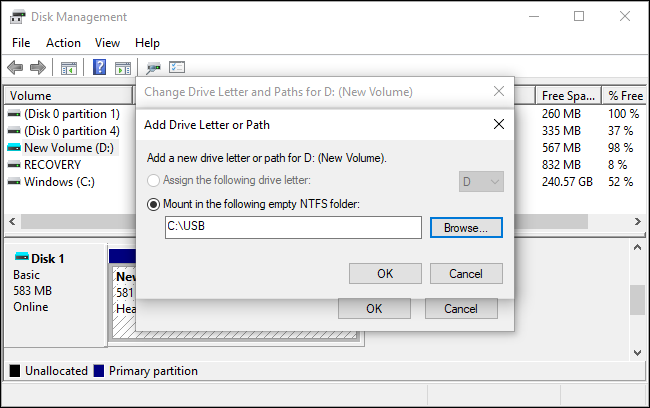 Disk Management
File Action View Help
Change Drive Letter and Paths for D: (New Volume)
Volume Free Spa... % Free
(Disk 0 partition 1) 260 MB 100 %
(Disk 0 partition 4) 335 MB 37 %
New Volume (D:) 567 MB 98 %
RECOVERY 832 MB 8 %
Windows (C:) 240.57 GB 52 %
Add Drive Letter or Path
Add a new drive letter or path for D: (New Volume).
Assign the following drive letter: D
Mount in the following empty NTFS folder:
C:\USB Browse...
OK Cancel
OK Cancel
Disk 1
Basic
583 MB
Online
New
581
Hea
Unallocated Primary partition